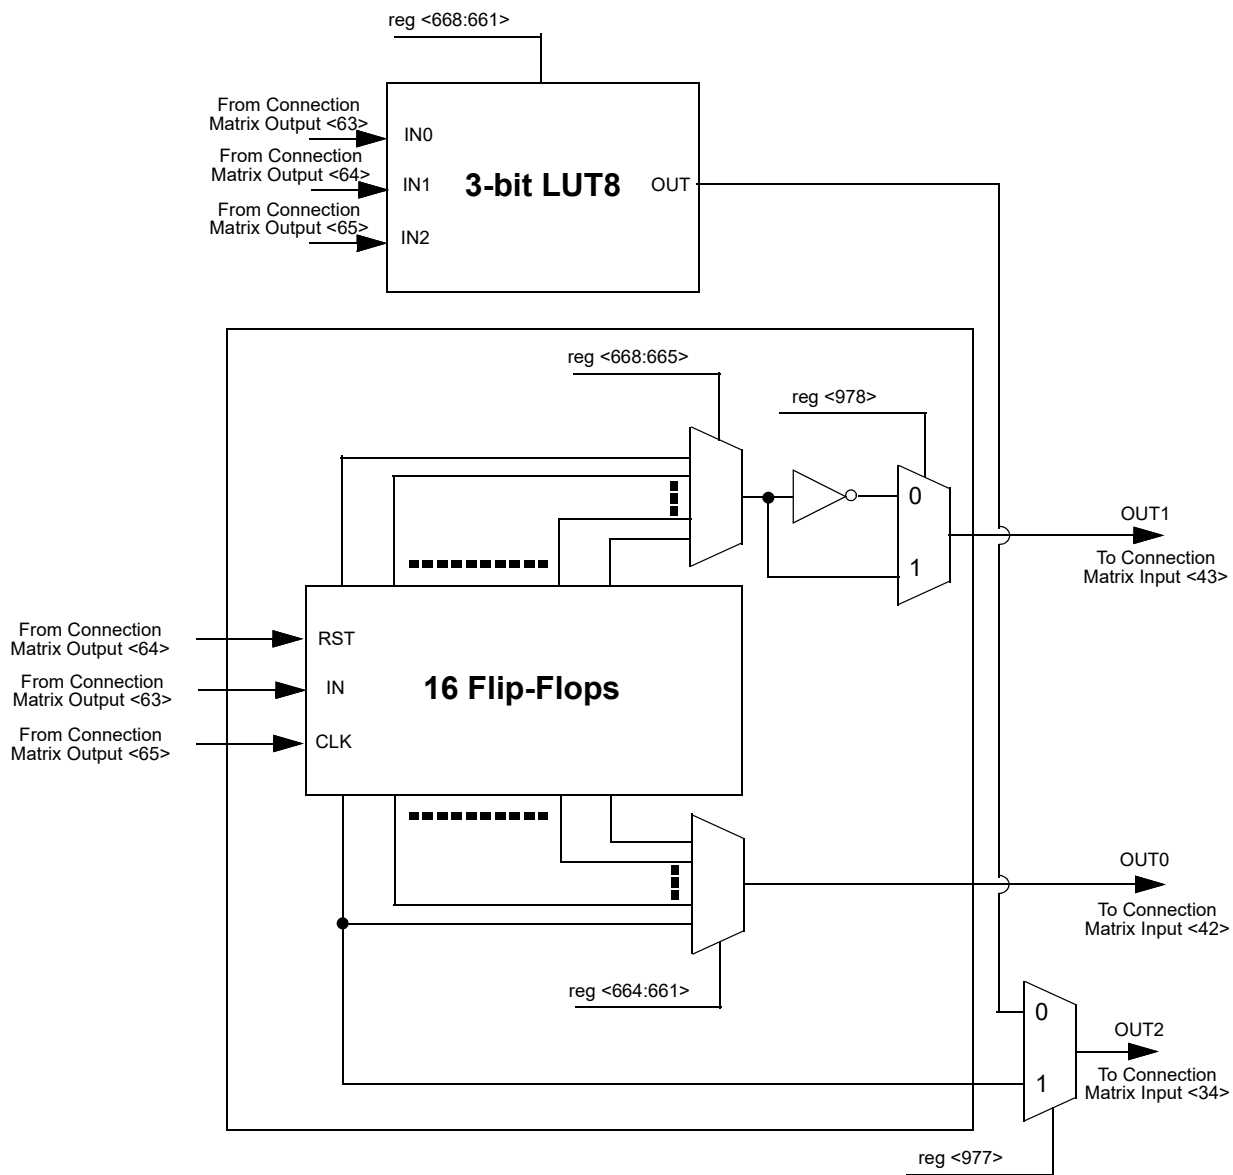 reg <668:661>
From Connection
Matrix Output <63>
IN0
From Connection
Matrix Output <64>
IN1
3-bit LUT8
OUT
From Connection
Matrix Output <65>
IN2
reg <668:665>
reg <978>
0
OUT1
1
To Connection
Matrix Input <43>
From Connection
Matrix Output <64>
RST
From Connection
Matrix Output <63>
IN
16 Flip-Flops
From Connection
Matrix Output <65>
CLK
OUT0
To Connection
Matrix Input <42>
reg <664:661>
0
OUT2
1
To Connection
Matrix Input <34>
reg <977>